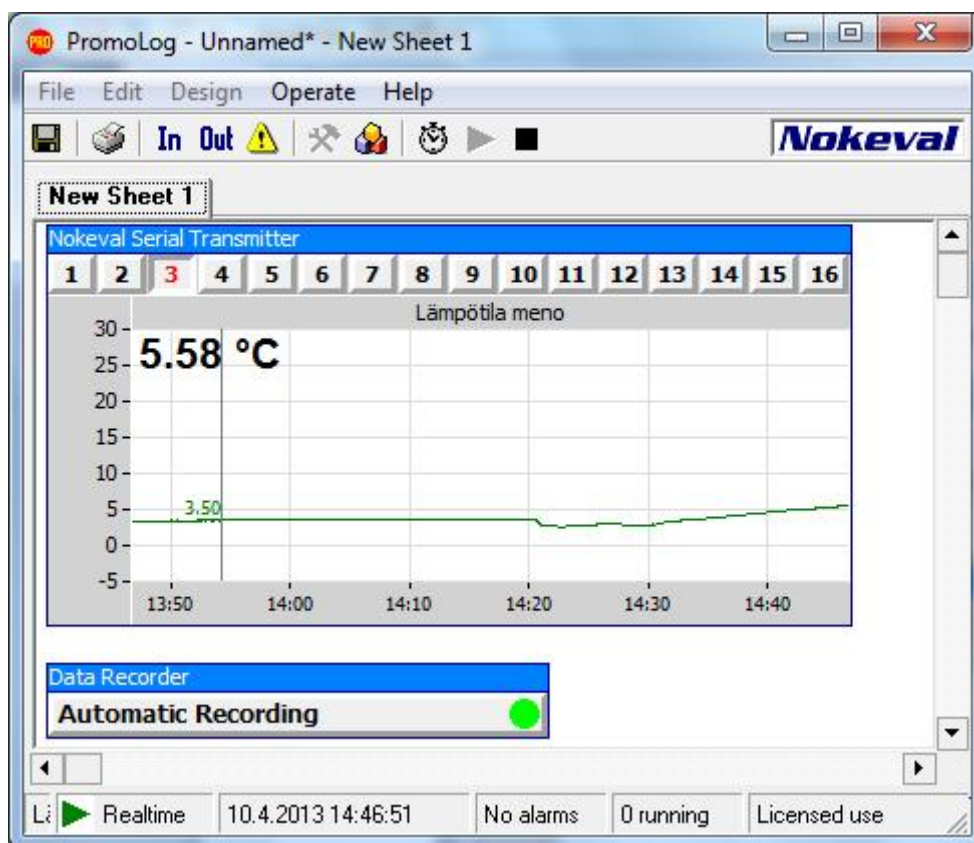 PromoLog - Unnamed* - New Sheet 1
File Edit Design Operate Help
In Out Nokeval
New Sheet 1
Nokeval Serial Transmitter
1 2 3 4 5 6 7 8 9 10 11 12 13 14 15 16
Lämpötila meno
5.58 °C
30
25
20
15
10
5
0
-5
3.50
13:50 14:00 14:10 14:20 14:30 14:40
Data Recorder
Automatic Recording
Realtime 10.4.2013 14:46:51 No alarms 0 running Licensed use